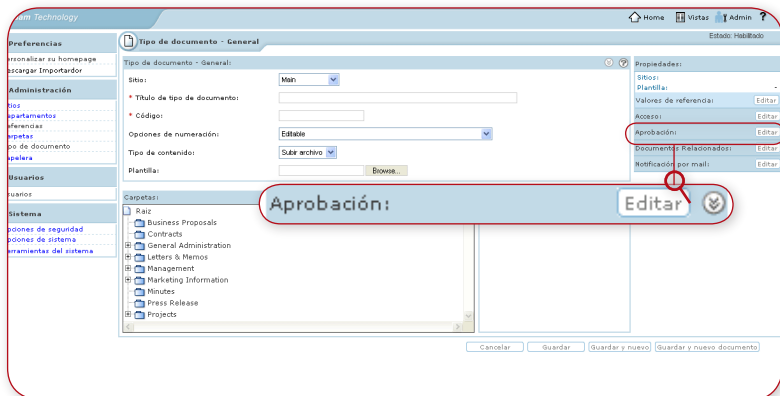 am Technology
Home Vistas Admin ?
Estado: Habilitado
Preferencias
ersonalizar su homepage
escargar Importardor
Administración
tios
epartamentos
eferencias
arpetas
po de documento
apelera
Usuarios
suarios
Sistema
pciones de seguridad
pciones de sistema
erramientas del sistema
Tipo de documento - General
Tipo de documento - General:
Sitio: Main
* Título de tipo de documento:
* Código:
Opciones de numeración: Editable
Tipo de contenido: Subir archivo
Plantilla: Browse...
Carpetas:
Raiz
Business Proposals
Contracts
General Administration
Letters & Memos
Management
Marketing Information
Minutes
Press Release
Projects
Propiedades:
Sitios:
Plantilla: -
Valores de referencia: Editar
Acceso: Editar
Aprobación: Editar
Documentos Relacionados: Editar
Notificación por mail: Editar
Aprobación: Editar
Cancelar Guardar Guardar y nuevo Guardar y nuevo documento